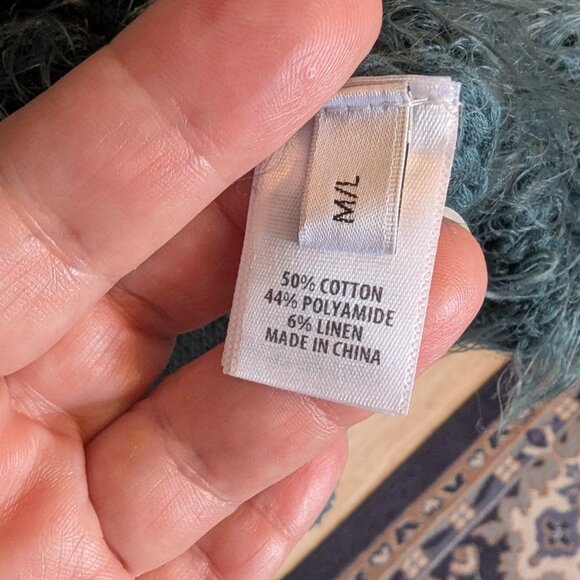 M/L
50% COTTON
44% POLYAMIDE
6% LINEN
MADE IN CHINA